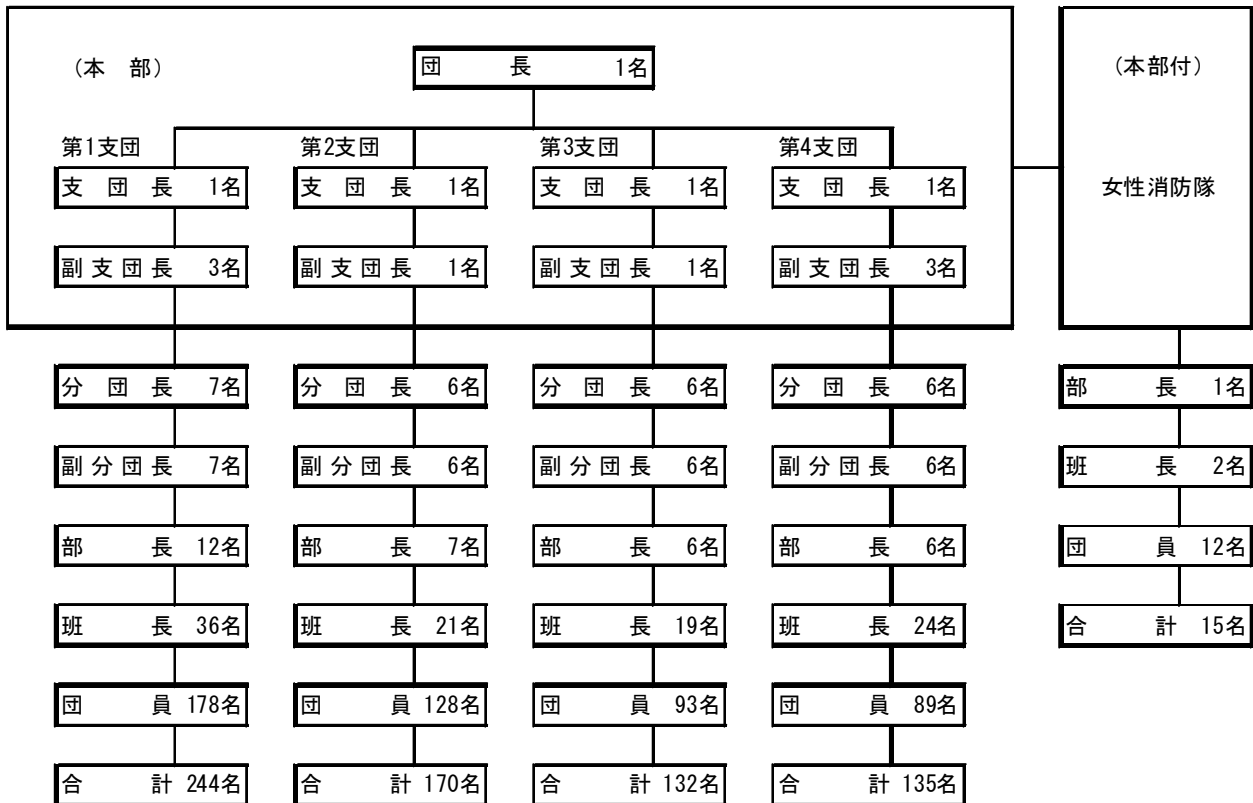 （本　部）　団　長　1名　（本部付）
第1支団　第2支団　第3支団　第4支団
支団長　1名　支団長　1名　支団長　1名　支団長　1名　女性消防隊
副支団長　3名　副支団長　1名　副支団長　1名　副支団長　3名
分団長　7名　分団長　6名　分団長　6名　分団長　6名　部長　1名
副分団長　7名　副分団長　6名　副分団長　6名　副分団長　6名　班長　2名
部長　12名　部長　7名　部長　6名　部長　6名　団員　12名
班長　36名　班長　21名　班長　19名　班長　24名　合計　15名
団員　178名　団員　128名　団員　93名　団員　89名
合計　244名　合計　170名　合計　132名　合計　135名